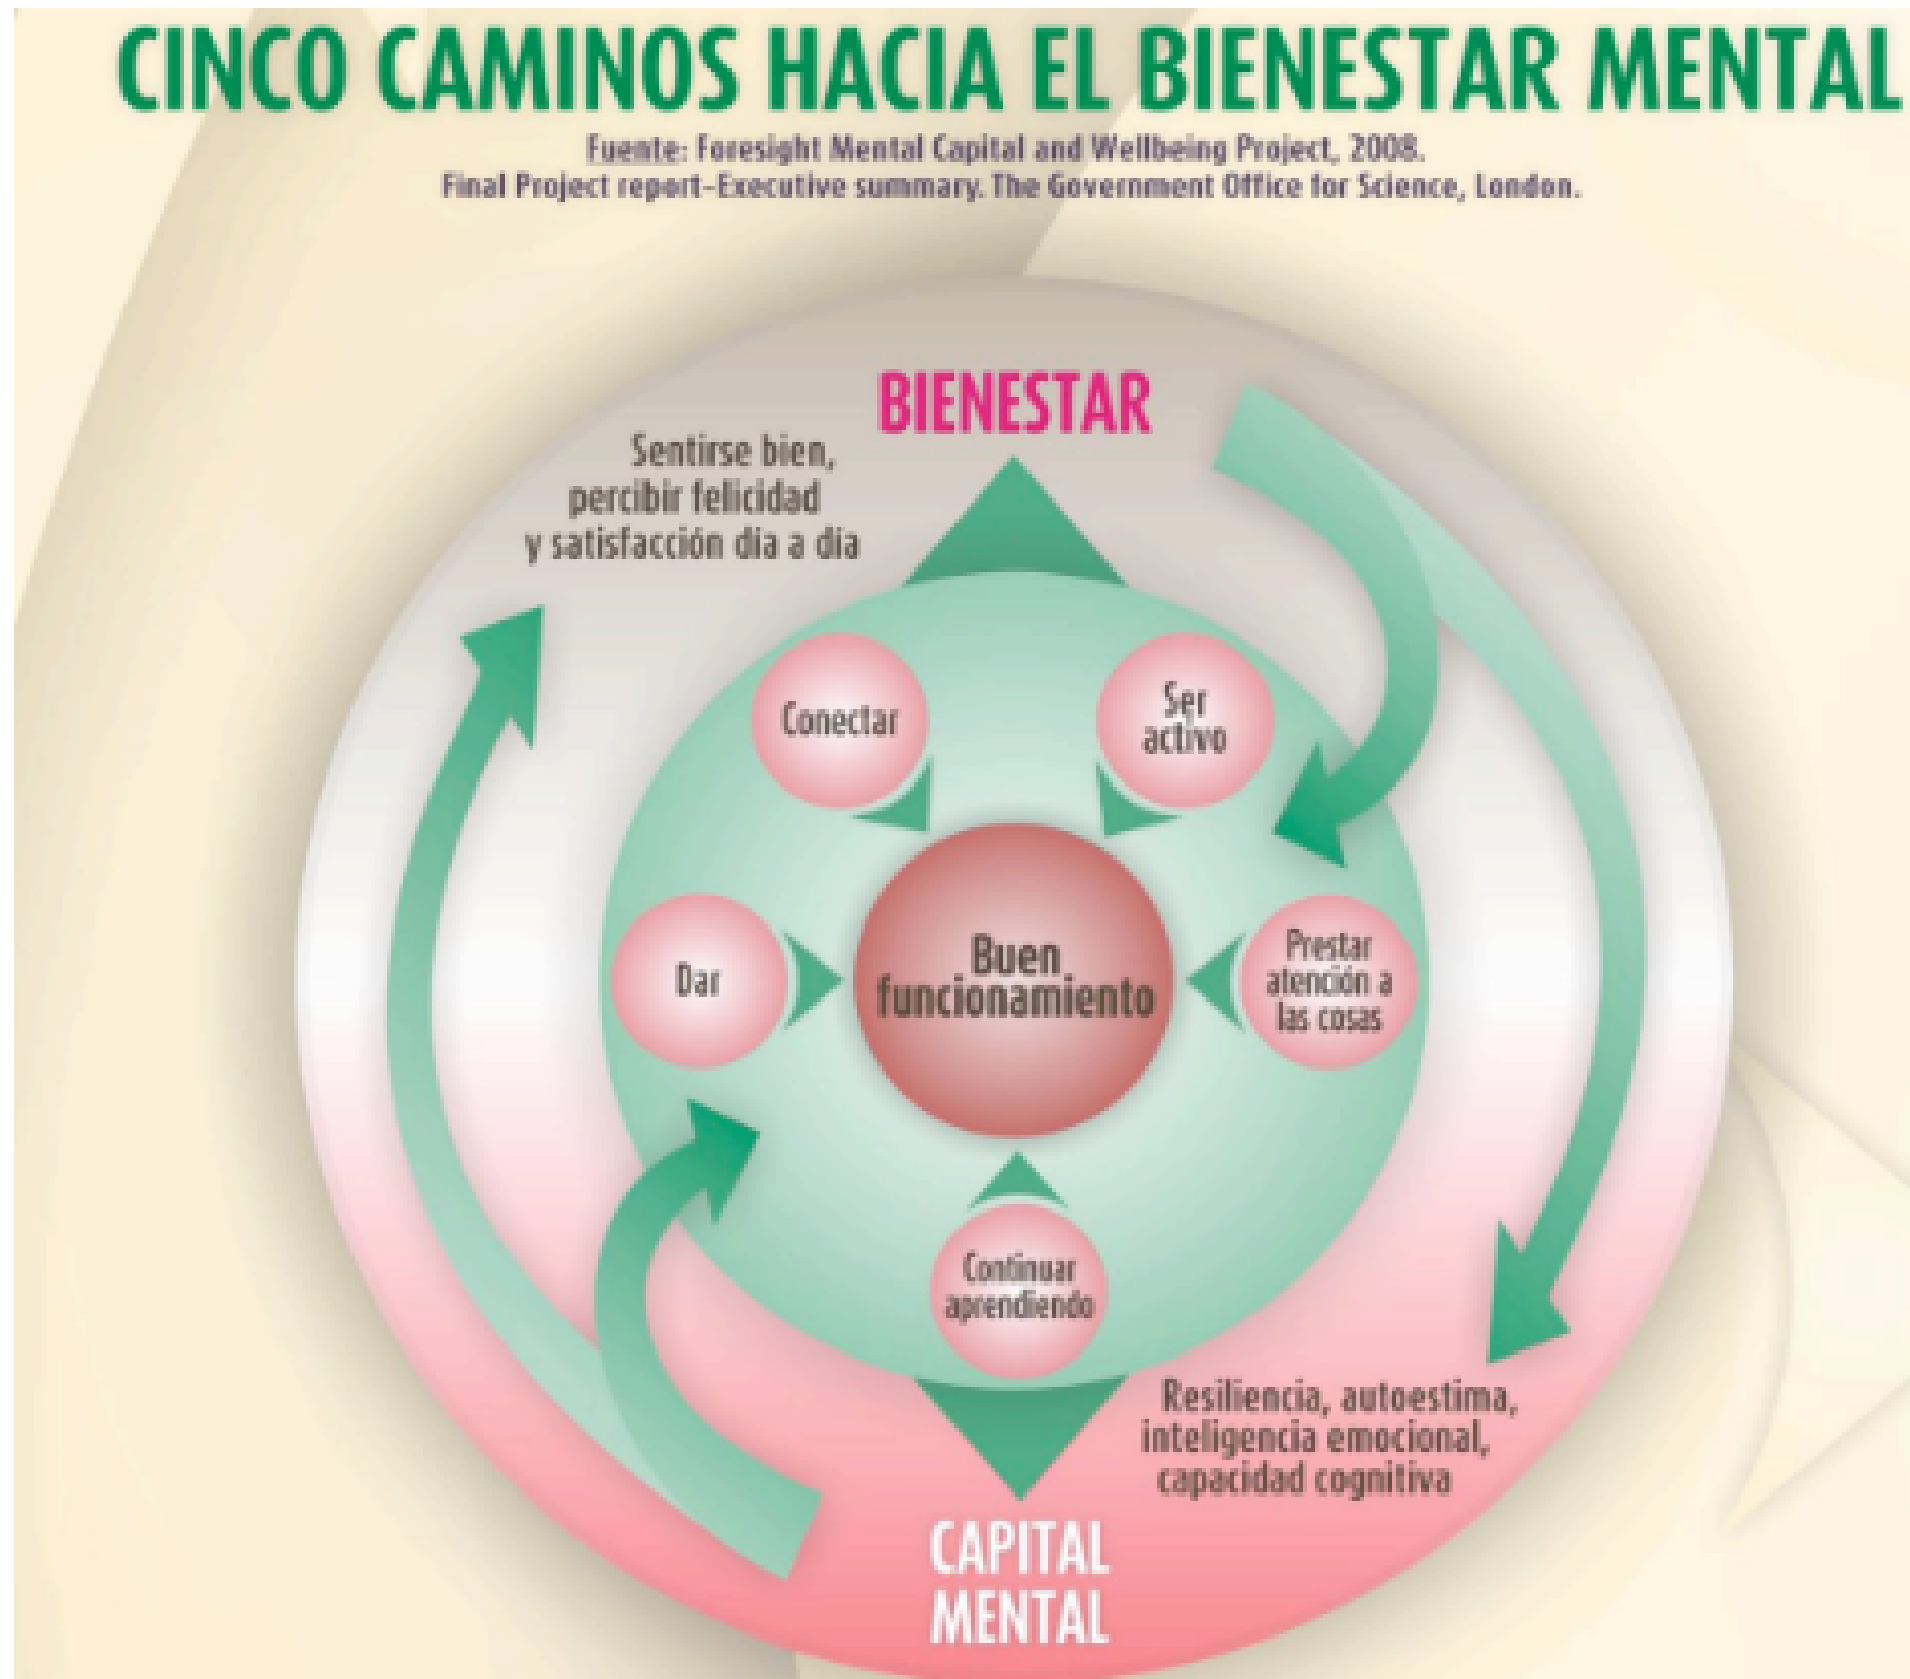 CINCO CAMINOS HACIA EL BIENESTAR MENTAL
Fuente: Foresight Mental Capital and Wellbeing Project, 2008.
Final Project report-Executive summary. The Government Office for Science, London.
BIENESTAR
Sentirse bien,
percibir felicidad
y satisfacción día a día
Conectar
Ser
activo
Dar
Buen
funcionamiento
Prestar
atención a
las cosas
Continuar
aprendiendo
Resiliencia, autoestima,
inteligencia emocional,
capacidad cognitiva
CAPITAL
MENTAL